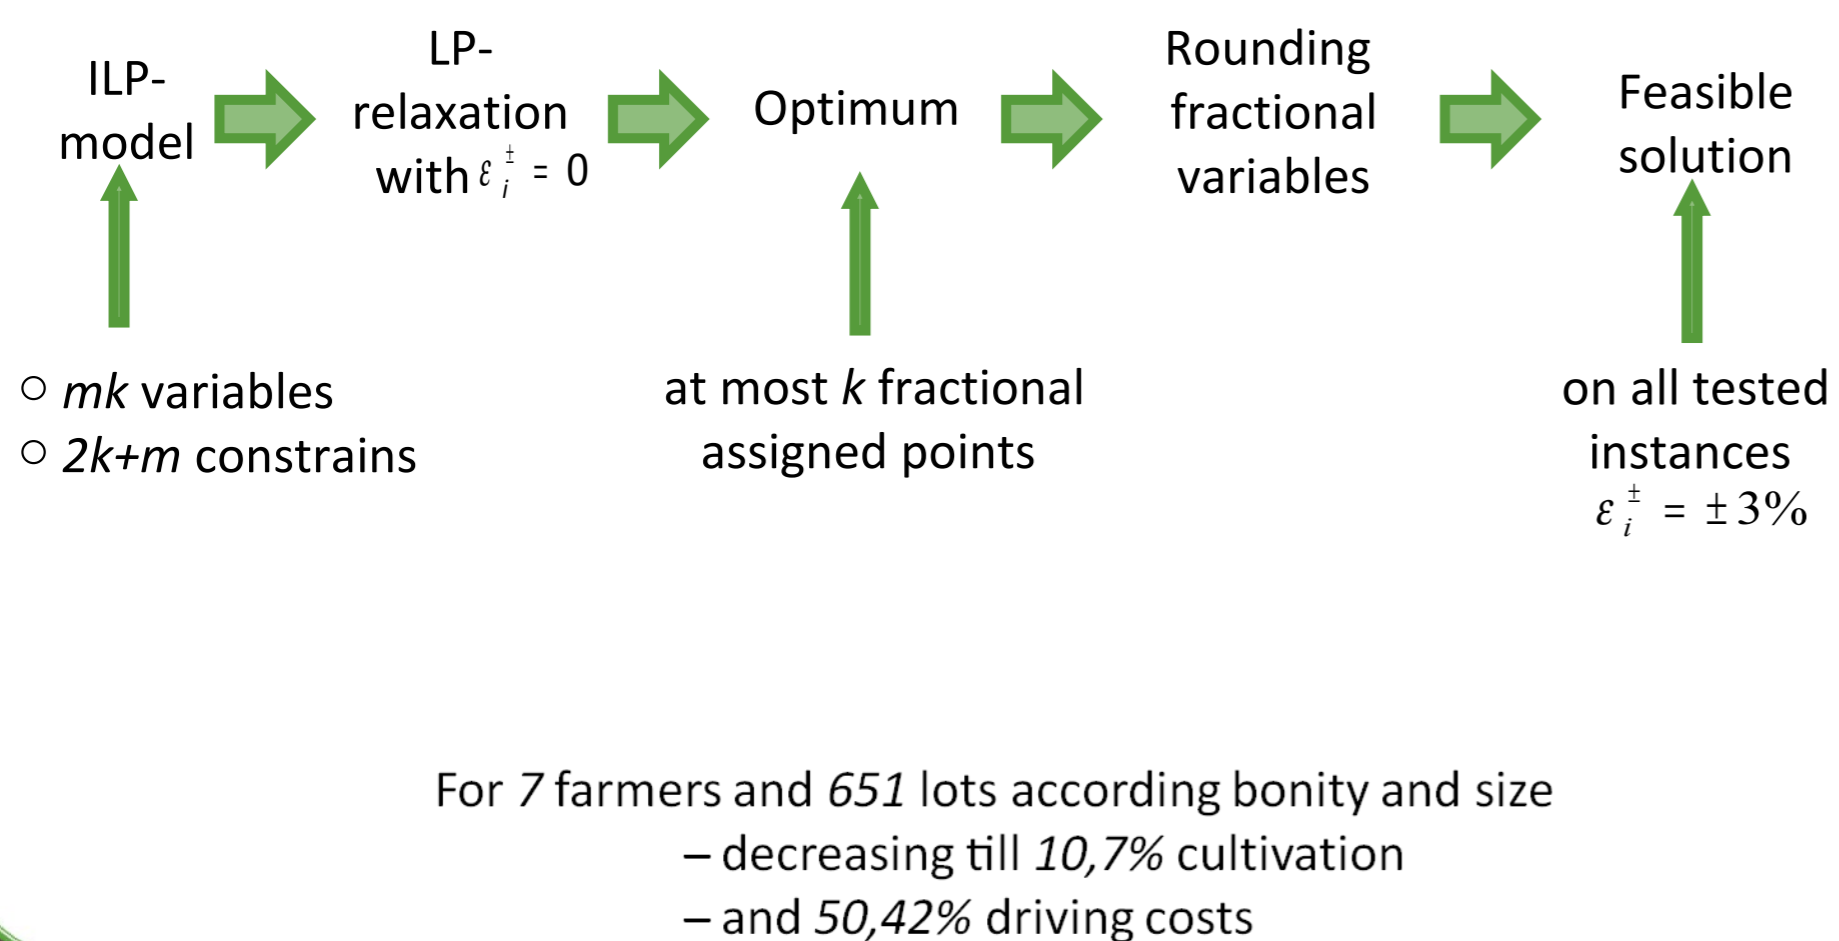 ILP-
model
LP-
relaxation
with ε i ± = 0
Optimum
Rounding
fractional
variables
Feasible
solution
○ mk variables
○ 2k+m constrains
at most k fractional
assigned points
on all tested
instances
ε i ± = ±3%
For 7 farmers and 651 lots according bonity and size
– decreasing till 10,7% cultivation
– and 50,42% driving costs